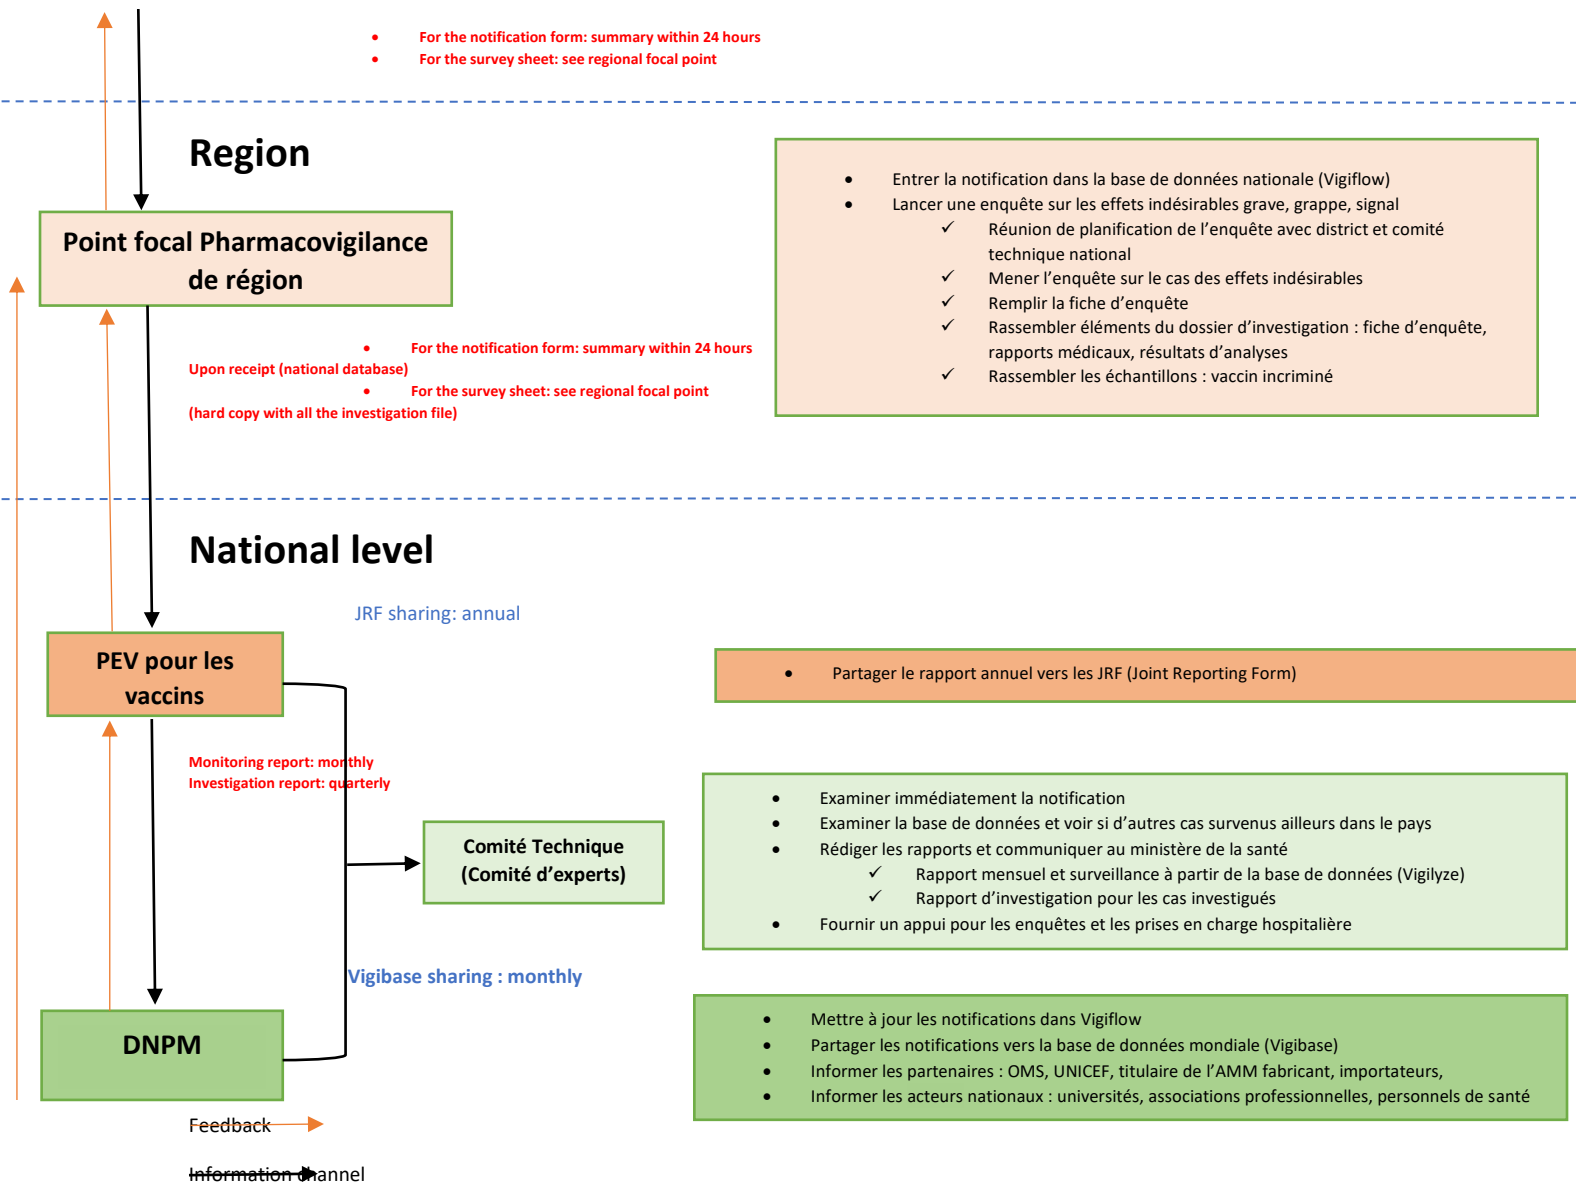 • For the notification form: summary within 24 hours
• For the survey sheet: see regional focal point
Region
Point focal Pharmacovigilance
de région
• Entrer la notification dans la base de données nationale (Vigiflow)
• Lancer une enquête sur les effets indésirables grave, grappe, signal
✓ Réunion de planification de l'enquête avec district et comité
technique national
✓ Mener l'enquête sur le cas des effets indésirables
✓ Remplir la fiche d'enquête
✓ Rassembler éléments du dossier d'investigation : fiche d'enquête,
rapports médicaux, résultats d'analyses
✓ Rassembler les échantillons : vaccin incriminé
• For the notification form: summary within 24 hours
Upon receipt (national database)
• For the survey sheet: see regional focal point
(hard copy with all the investigation file)
National level
JRF sharing: annual
PEV pour les
vaccins
• Partager le rapport annuel vers les JRF (Joint Reporting Form)
Monitoring report: monthly
Investigation report: quarterly
Comité Technique
(Comité d'experts)
• Examiner immédiatement la notification
• Examiner la base de données et voir si d'autres cas survenus ailleurs dans le pays
• Rédiger les rapports et communiquer au ministère de la santé
✓ Rapport mensuel et surveillance à partir de la base de données (Vigilyze)
✓ Rapport d'investigation pour les cas investigués
• Fournir un appui pour les enquêtes et les prises en charge hospitalière
Vigibase sharing : monthly
DNPM
• Mettre à jour les notifications dans Vigiflow
• Partager les notifications vers la base de données mondiale (Vigibase)
• Informer les partenaires : OMS, UNICEF, titulaire de l'AMM fabricant, importateurs,
• Informer les acteurs nationaux : universités, associations professionnelles, personnels de santé
Feedback
Information channel